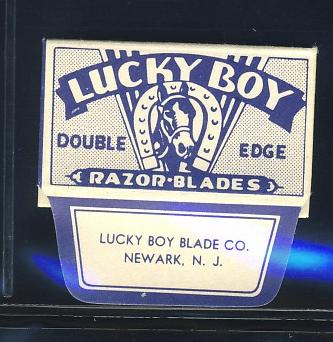 LUCKY BOY
DOUBLE EDGE
RAZOR-BLADES
LUCKY BOY BLADE CO.
NEWARK, N. J.